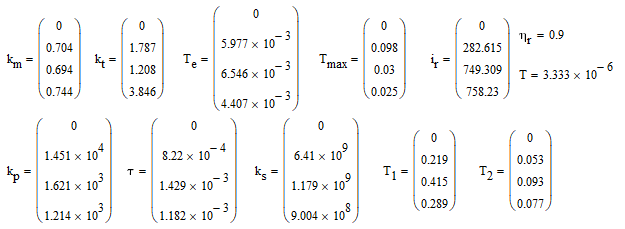 k_m = (0 0.704 0.694 0.744) k_t = (0 1.787 1.208 3.846) T_e = (0 5.977 × 10^-3 6.546 × 10^-3 4.407 × 10^-3) T_max = (0 0.098 0.03 0.025) i_r = (0 282.615 749.309 758.23) η_r = 0.9
T = 3.333 × 10^-6
k_p = (0 1.451 × 10^4 1.621 × 10^3 1.214 × 10^3) τ = (0 8.22 × 10^-4 1.429 × 10^-3 1.182 × 10^-3) k_s = (0 6.41 × 10^9 1.179 × 10^9 9.004 × 10^8) T_1 = (0 0.219 0.415 0.289) T_2 = (0 0.053 0.093 0.077)